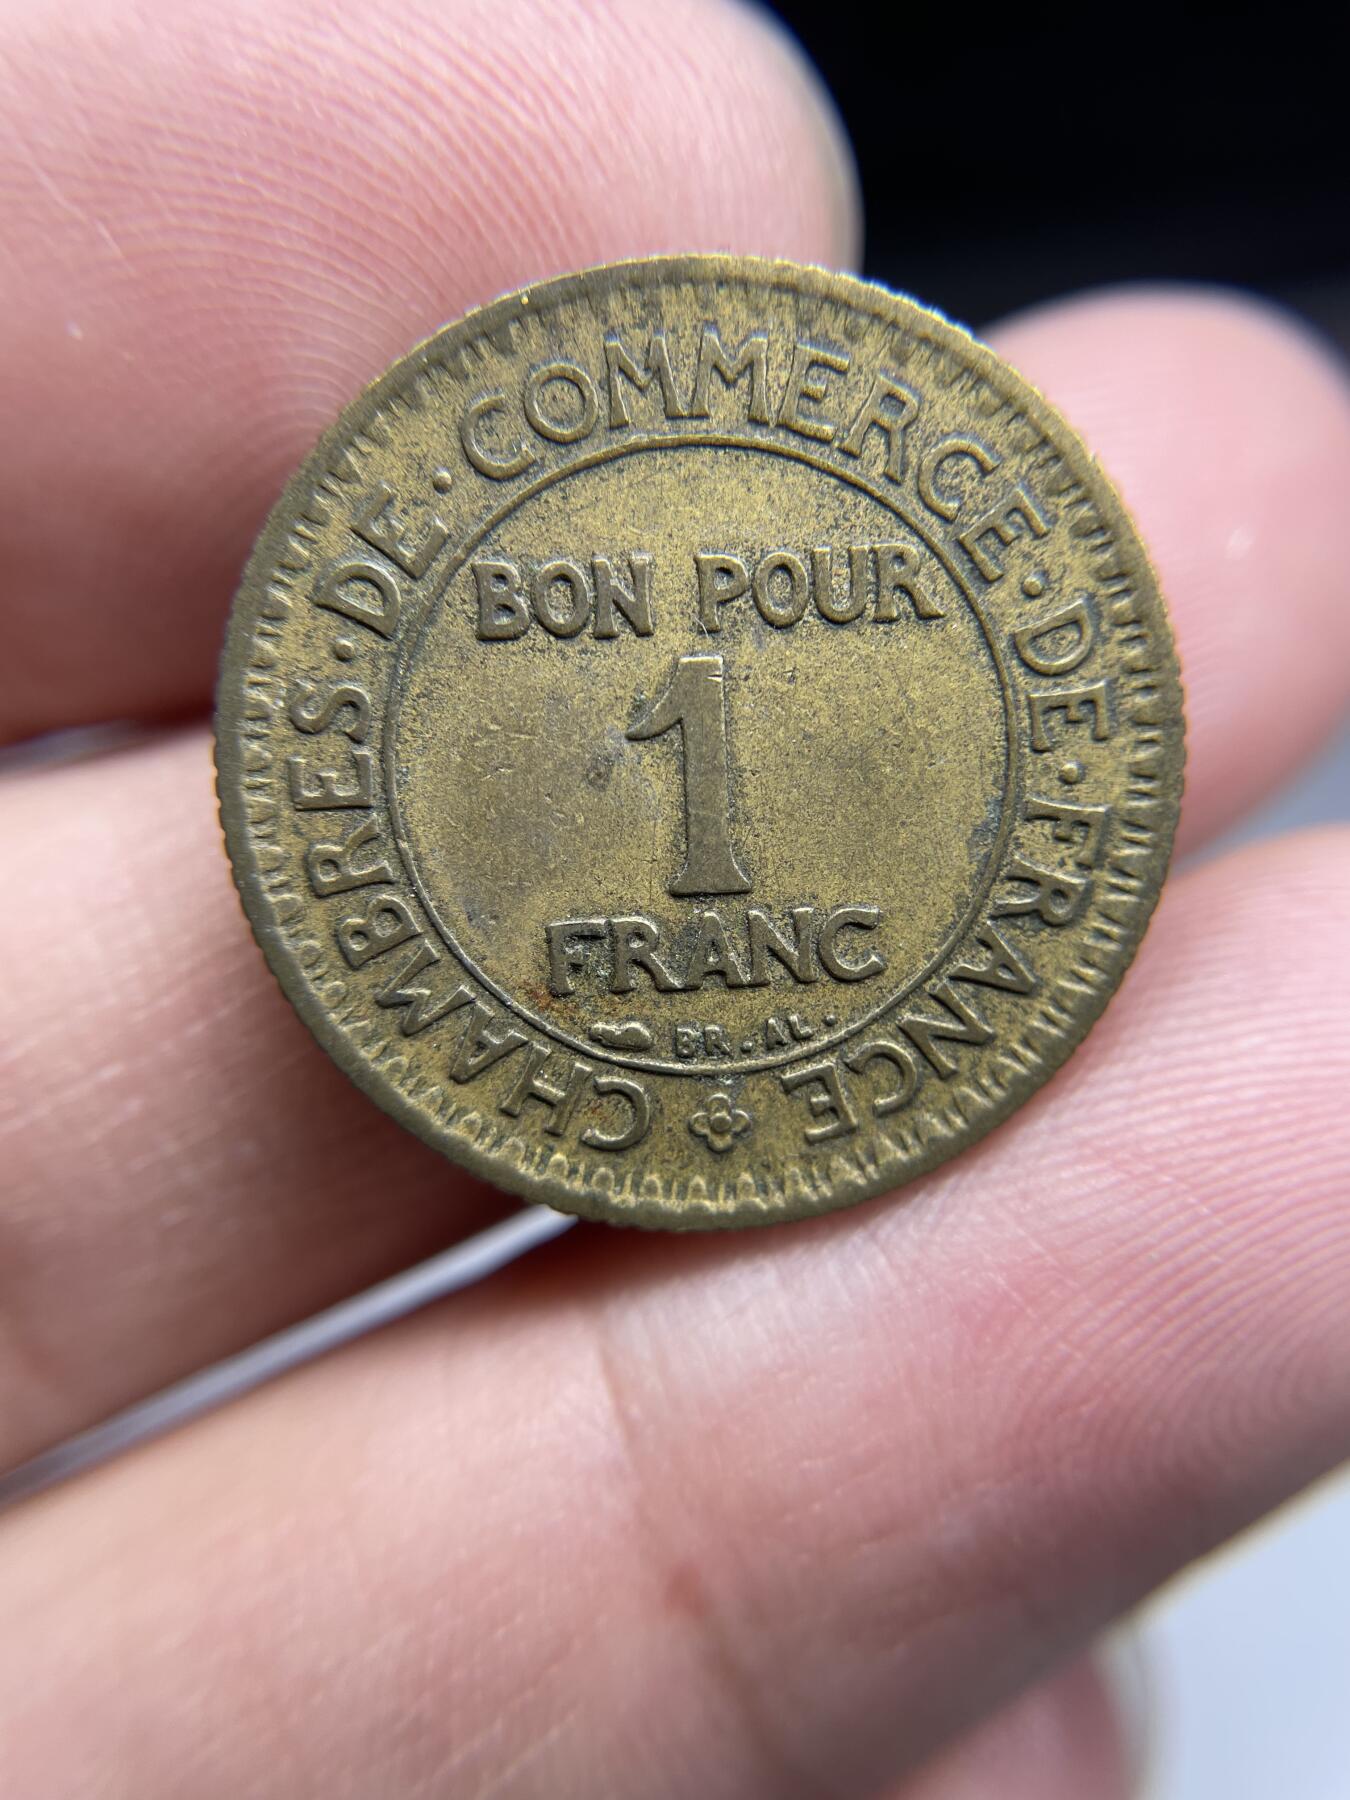 CHAMBRES·DE·COMMERCE·DE·FRANCE
BON POUR
1
FRANC
BR.AL.